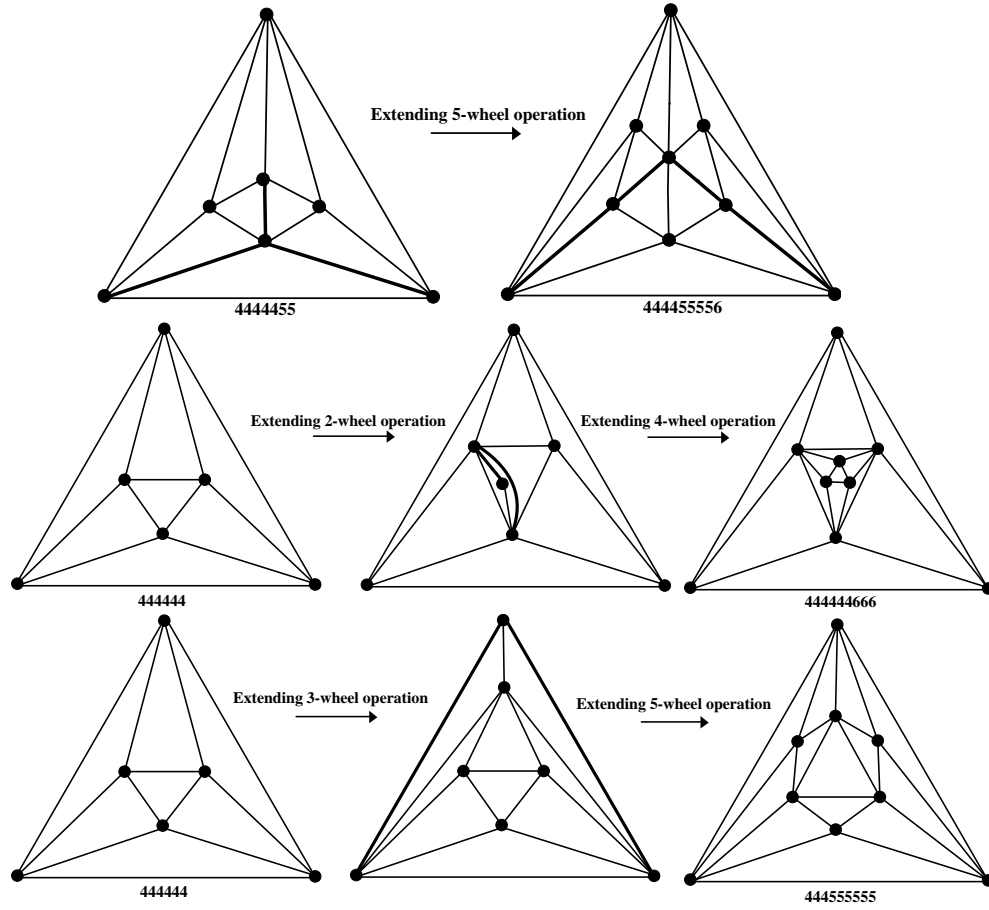 Extending 5-wheel operation
4444455
444455556
Extending 2-wheel operation
Extending 4-wheel operation
444444
444444666
Extending 3-wheel operation
Extending 5-wheel operation
444444
444555555